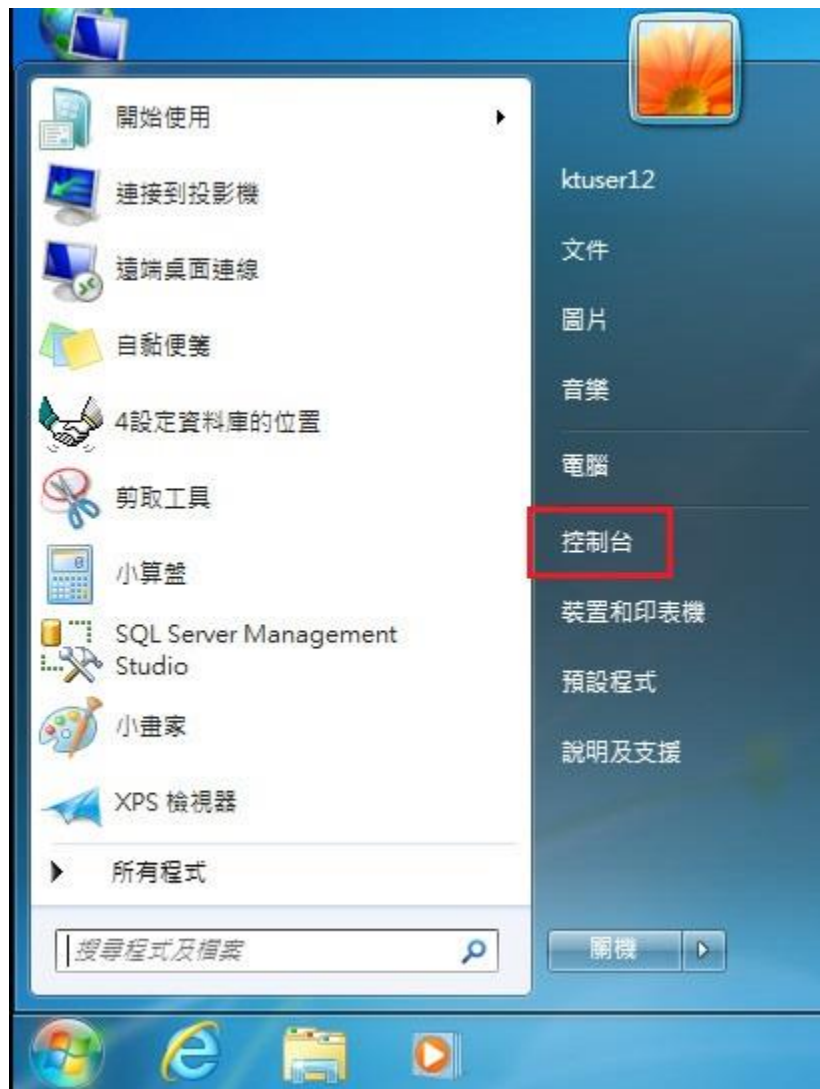 開始使用
連接到投影機
遠端桌面連線
自黏便箋
4設定資料庫的位置
剪取工具
小算盤
SQL Server Management
Studio
小畫家
XPS 檢視器
所有程式
搜尋程式及檔案
ktuser12
文件
圖片
音樂
電腦
控制台
裝置和印表機
預設程式
說明及支援
關機